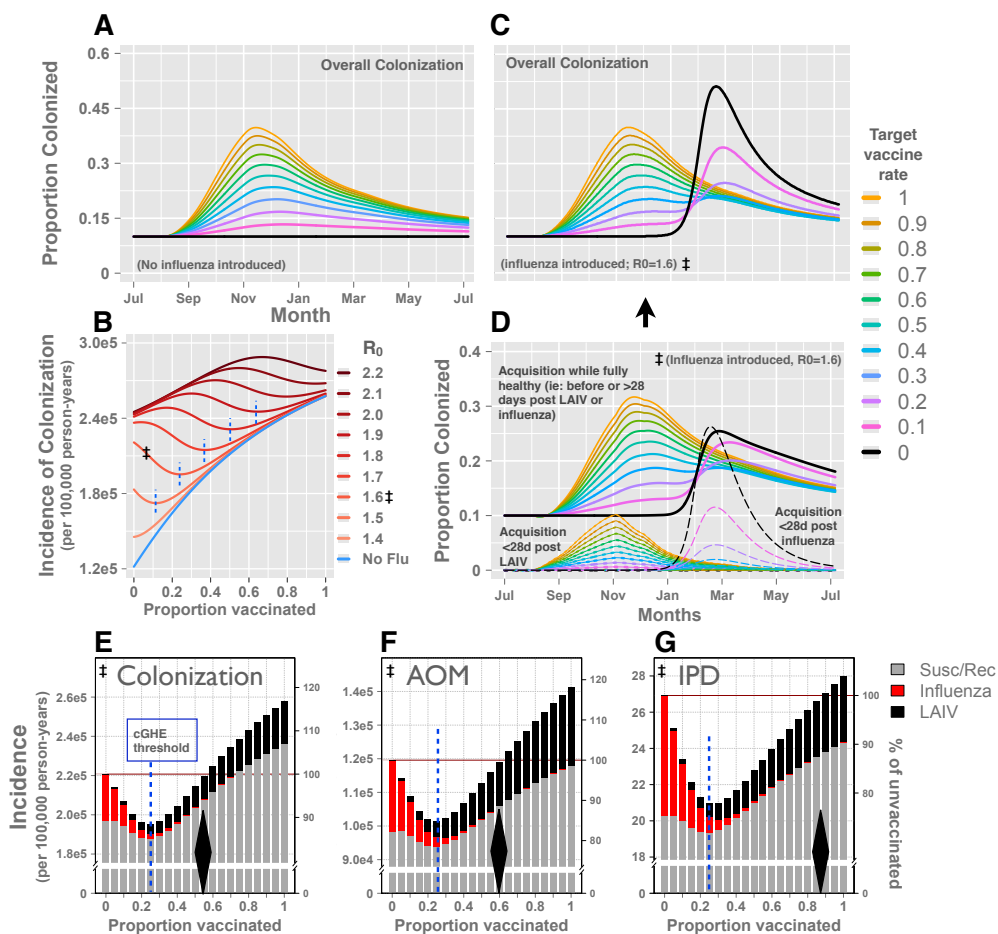 A
Overall Colonization
(No influenza introduced)
Proportion Colonized
0.6
0.45
0.3
0.15
0
Jul
Sep
Nov
Jan
Mar
May
Jul
Month
C
Overall Colonization
(influenza introduced; R0=1.6) ‡
Target
vaccine
rate
1
0.9
0.8
0.7
0.6
0.5
0.4
0.3
0.2
0.1
0
B
Incidence of Colonization
(per 100,000 person-years)
3.0e5
2.4e5
1.8e5
1.2e5
‡
0
0.2
0.4
0.6
0.8
1
Proportion vaccinated
R0
2.2
2.1
2.0
1.9
1.8
1.7
1.6‡
1.5
1.4
No Flu
D
‡ (Influenza introduced, R0=1.6)
Acquisition while fully
healthy (ie: before or >28
days post LAIV or
influenza)
Acquisition
<28d post
LAIV
Acquisition
<28d post
influenza
Proportion Colonized
0.4
0.3
0.2
0.1
0
Jul
Sep
Nov
Jan
Mar
May
Jul
Months
E
‡ Colonization
cGHE
threshold
Incidence
(per 100,000 person-years)
2.6e5
2.4e5
2.2e5
2.0e5
1.8e5
120
110
100
90
0
0
0.2
0.4
0.6
0.8
1
Proportion vaccinated
F
‡ AOM
1.4e5
1.2e5
1.0e5
9.0e4
120
110
100
90
80
0
0
0.2
0.4
0.6
0.8
1
Proportion vaccinated
G
‡ IPD
28
26
24
22
21
20
19
18
100
90
80
0
% of unvaccinated
0
0.2
0.4
0.6
0.8
1
Proportion vaccinated
Susc/Rec
Influenza
LAIV